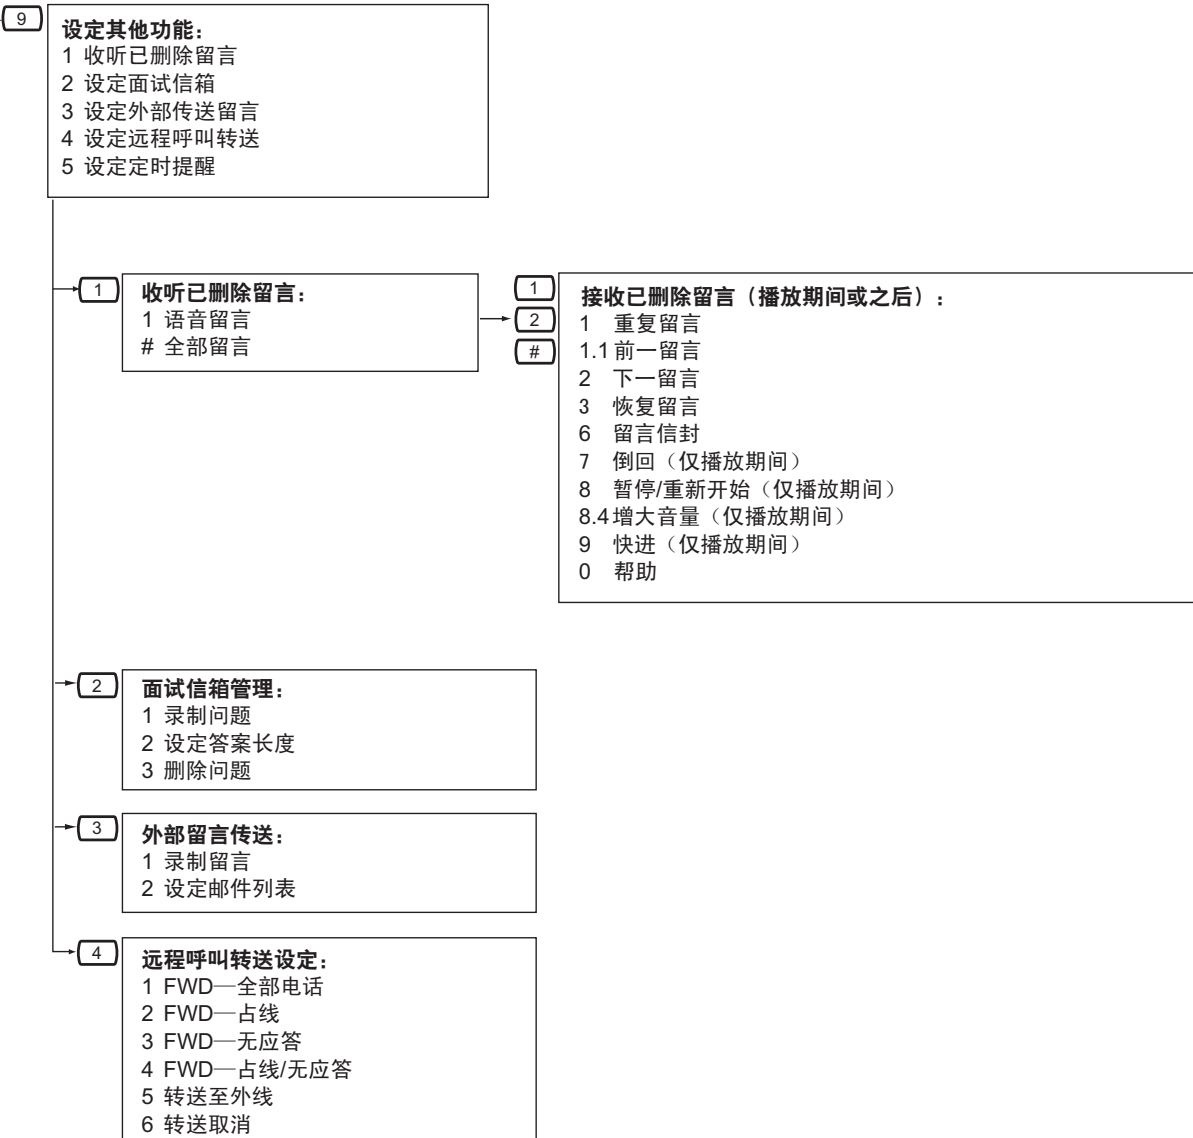 9
设定其他功能：
1 收听已删除留言
2 设定面试信箱
3 设定外部传送留言
4 设定远程呼叫转送
5 设定定时提醒
1
收听已删除留言：
1 语音留言
# 全部留言
1
2
#
接收已删除留言（播放期间或之后）：
1 重复留言
1.1 前一留言
2 下一留言
3 恢复留言
6 留言信封
7 倒回（仅播放期间）
8 暂停/重新开始（仅播放期间）
8.4 增大音量（仅播放期间）
9 快进（仅播放期间）
0 帮助
2
面试信箱管理：
1 录制问题
2 设定答案长度
3 删除问题
3
外部留言传送：
1 录制留言
2 设定邮件列表
4
远程呼叫转送设定：
1 FWD—全部电话
2 FWD—占线
3 FWD—无应答
4 FWD—占线/无应答
5 转送至外线
6 转送取消